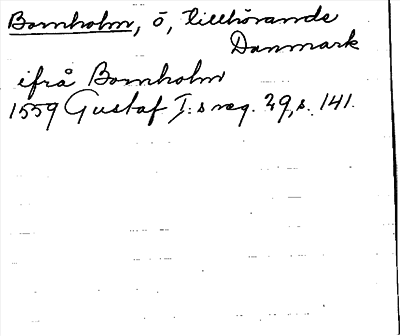 Bornholm, ö, tillhörande
Danmark
ifrå Bornholm
1559 Gustaf I:s reg. 29, s. 141.